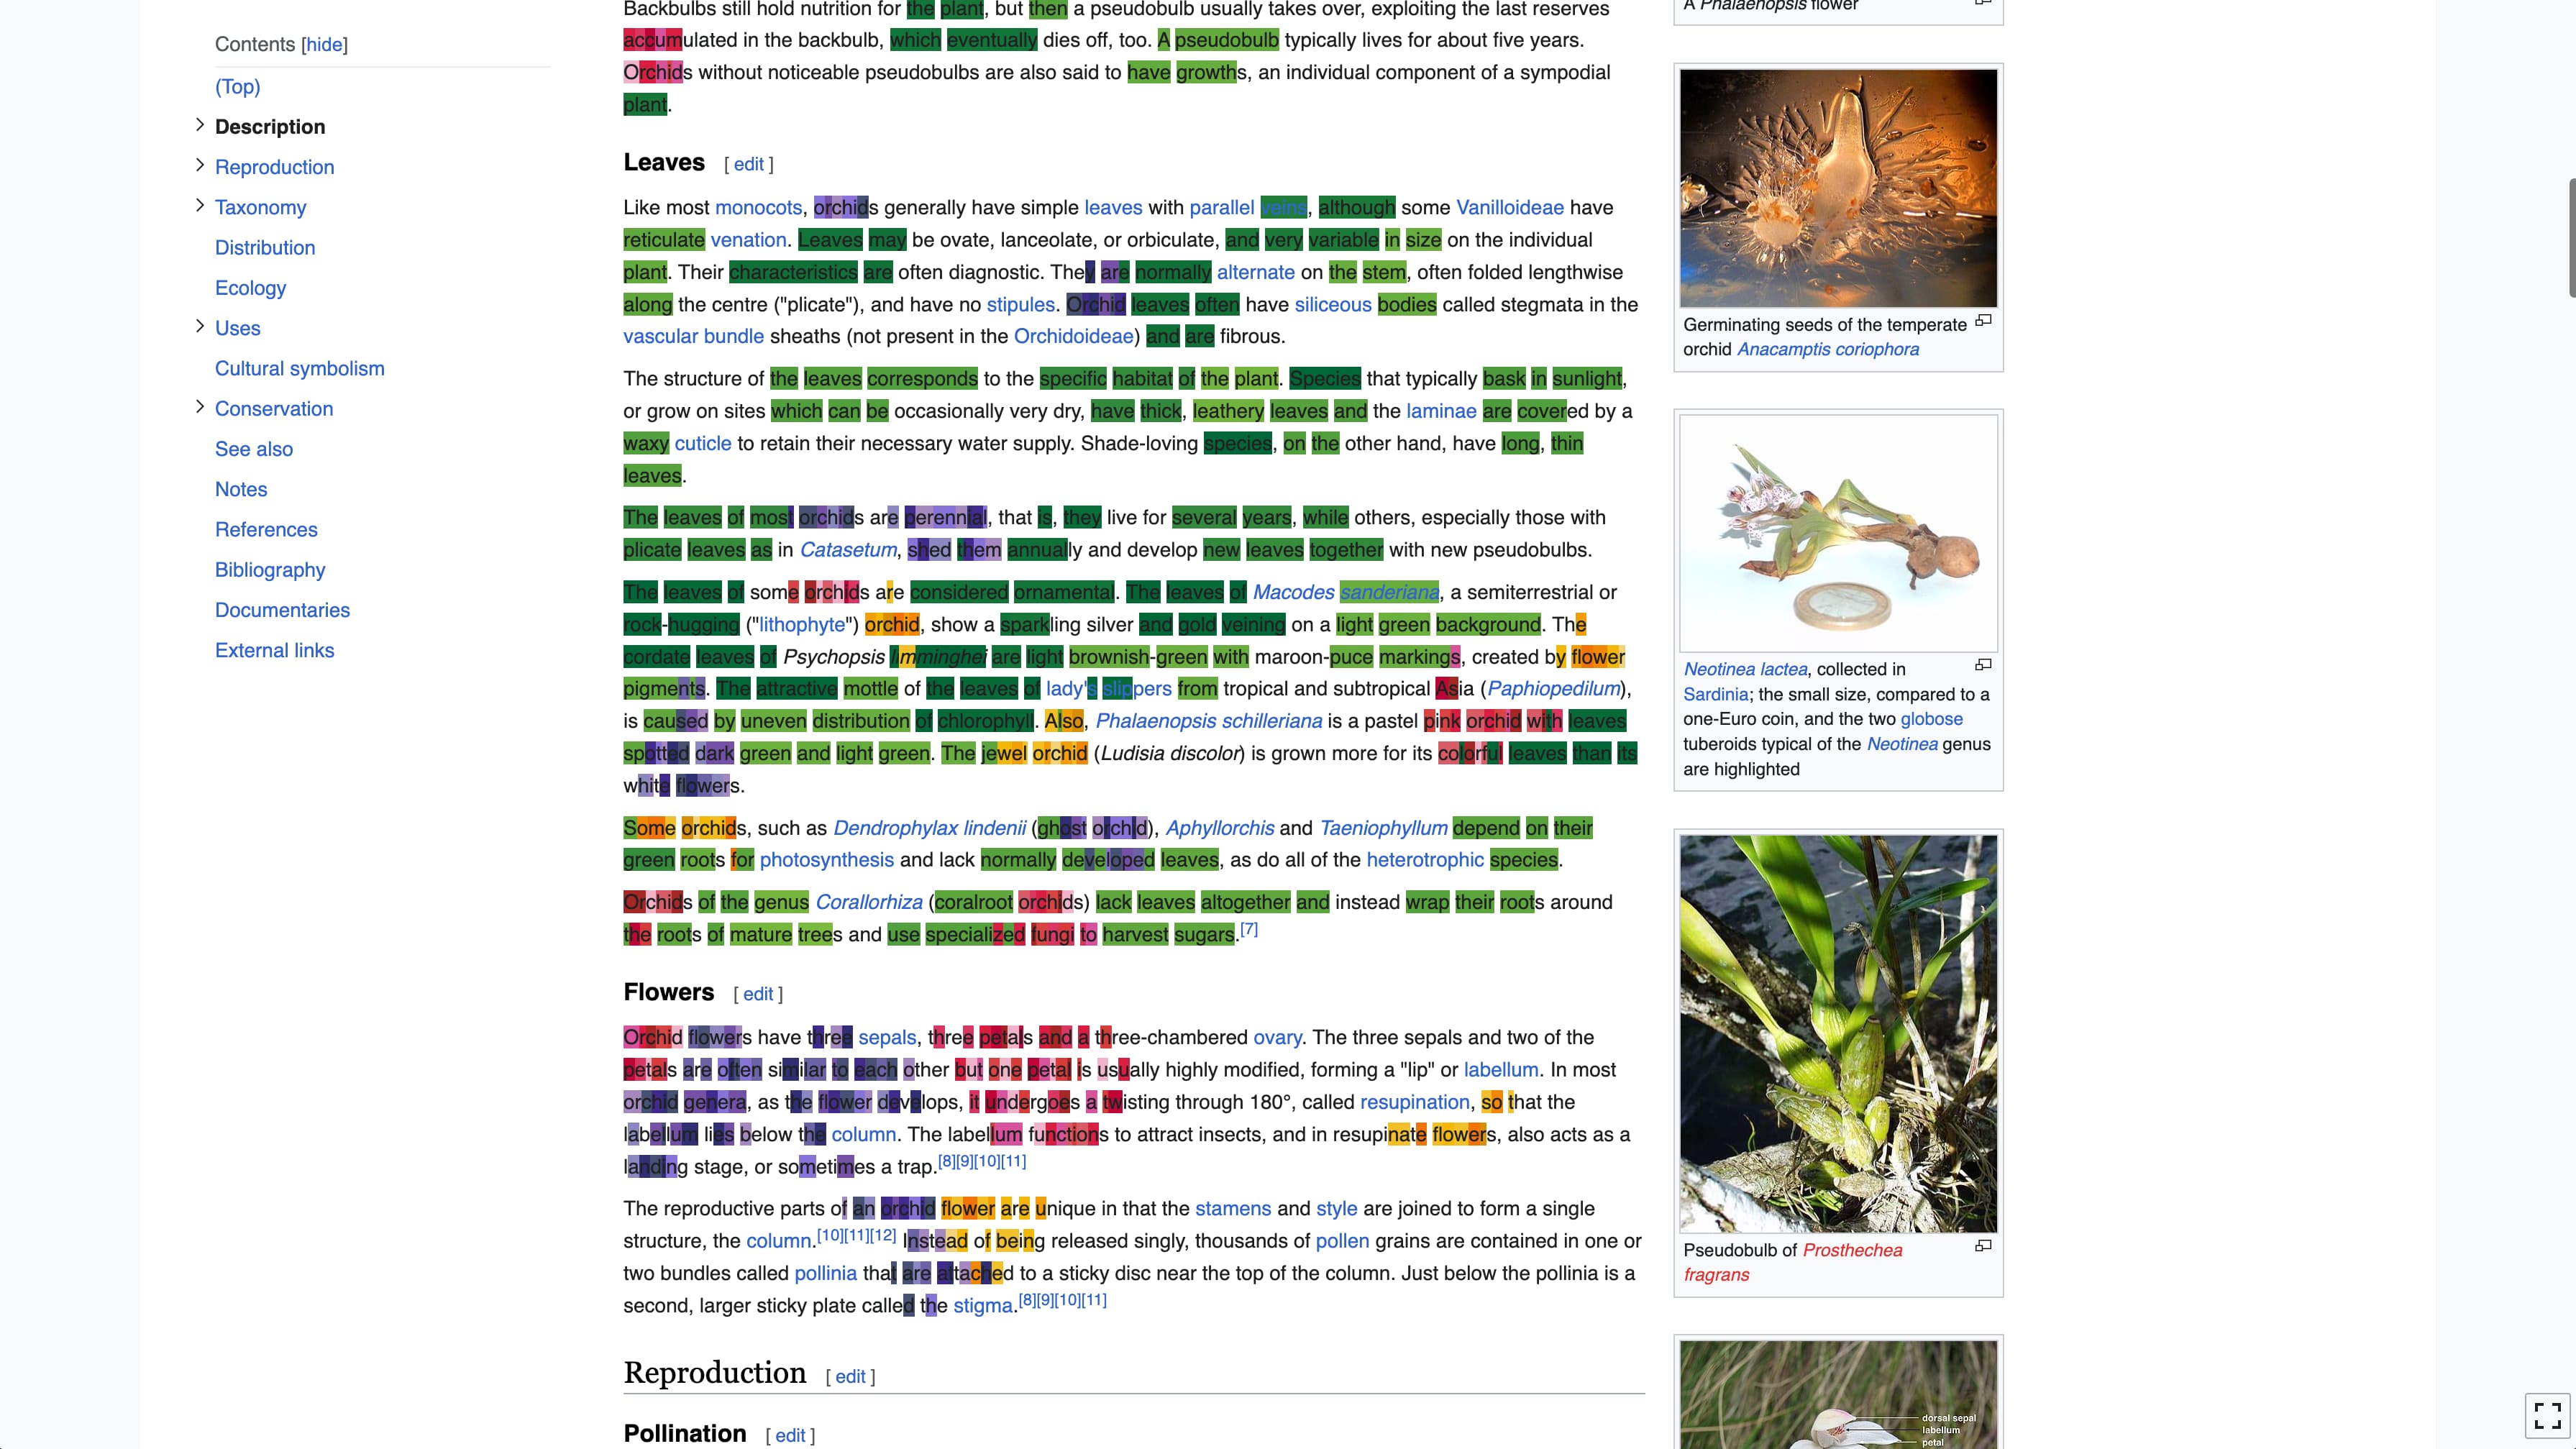 Contents [hide]
(Top)
Description
Reproduction
Taxonomy
Distribution
Ecology
Uses
Cultural symbolism
Conservation
See also
Notes
References
Bibliography
Documentaries
External links
Backbulbs still hold nutrition for the plant, but then a pseudobulb usually takes over, exploiting the last reserves
accumulated in the backbulb, which eventually dies off, too. A pseudobulb typically lives for about five years.
Orchids without noticeable pseudobulbs are also said to have growths, an individual component of a sympodial
plant.
Leaves [ edit ]
Like most monocots, orchids generally have simple leaves with parallel veins, although some Vanilloideae have
reticulate venation. Leaves may be ovate, lanceolate, or orbiculate, and very variable in size on the individual
plant. Their characteristics are often diagnostic. They are normally alternate on the stem, often folded lengthwise
along the centre ("plicate"), and have no stipules. Orchid leaves often have siliceous bodies called stegmata in the
vascular bundle sheaths (not present in the Orchidoideae) and are fibrous.
The structure of the leaves corresponds to the specific habitat of the plant. Species that typically bask in sunlight,
or grow on sites which can be occasionally very dry, have thick, leathery leaves and the laminae are covered by a
waxy cuticle to retain their necessary water supply. Shade-loving species, on the other hand, have long, thin
leaves.
The leaves of most orchids are perennial, that is, they live for several years, while others, especially those with
plicate leaves as in Catasetum, shed them annually and develop new leaves together with new pseudobulbs.
The leaves of some orchids are considered ornamental. The leaves of Macodes sanderiana, a semiterrestrial or
rock-hugging ("lithophyte") orchid, show a sparkling silver and gold veining on a light green background. The
cordate leaves of Psychopsis limminghei are light brownish-green with maroon-puce markings, created by flower
pigments. The attractive mottle of the leaves of lady's slippers from tropical and subtropical Asia (Paphiopedilum),
is caused by uneven distribution of chlorophyll. Also, Phalaenopsis schilleriana is a pastel pink orchid with leaves
spotted dark green and light green. The jewel orchid (Ludisia discolor) is grown more for its colorful leaves than its
white flowers.
Some orchids, such as Dendrophylax lindenii (ghost orchid), Aphyllorchis and Taeniophyllum depend on their
green roots for photosynthesis and lack normally developed leaves, as do all of the heterotrophic species.
Orchids of the genus Corallorhiza (coralroot orchids) lack leaves altogether and instead wrap their roots around
the roots of mature trees and use specialized fungi to harvest sugars.[7]
Flowers [ edit ]
Orchid flowers have three sepals, three petals and a three-chambered ovary. The three sepals and two of the
petals are often similar to each other but one petal is usually highly modified, forming a "lip" or labellum. In most
orchid genera, as the flower develops, it undergoes a twisting through 180°, called resupination, so that the
labellum lies below the column. The labellum functions to attract insects, and in resupinate flowers, also acts as a
landing stage, or sometimes a trap.[8][9][10][11]
The reproductive parts of an orchid flower are unique in that the stamens and style are joined to form a single
structure, the column.[10][11][12] Instead of being released singly, thousands of pollen grains are contained in one or
two bundles called pollinia that are attached to a sticky disc near the top of the column. Just below the pollinia is a
second, larger sticky plate called the stigma.[8][9][10][11]
Reproduction [ edit ]
Pollination [ edit ]
A Phalaenopsis flower
Germinating seeds of the temperate
orchid Anacamptis coriophora
Neotinea lactea, collected in
Sardinia; the small size, compared to a
one-Euro coin, and the two globose
tuberoids typical of the Neotinea genus
are highlighted
Pseudobulb of Prosthechea
fragrans
dorsal sepal
labellum
petal